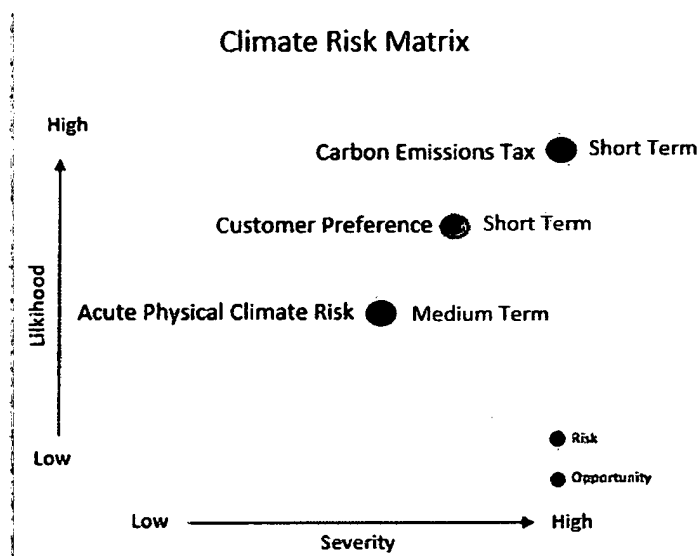 Climate Risk Matrix
High
Carbon Emissions Tax Short Term
Customer Preference Short Term
Lilkihood
Acute Physical Climate Risk Medium Term
Risk
Low
Opportunity
Low High
Severity